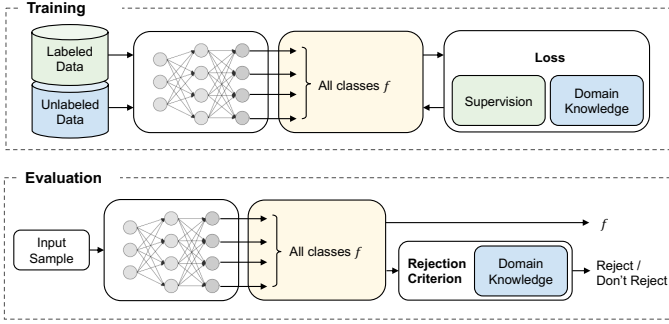 Training
Labeled
Data
Unlabeled
Data
All classes f
Loss
Supervision
Domain
Knowledge
Evaluation
Input
Sample
All classes f
f
Rejection
Criterion
Domain
Knowledge
Reject /
Don't Reject